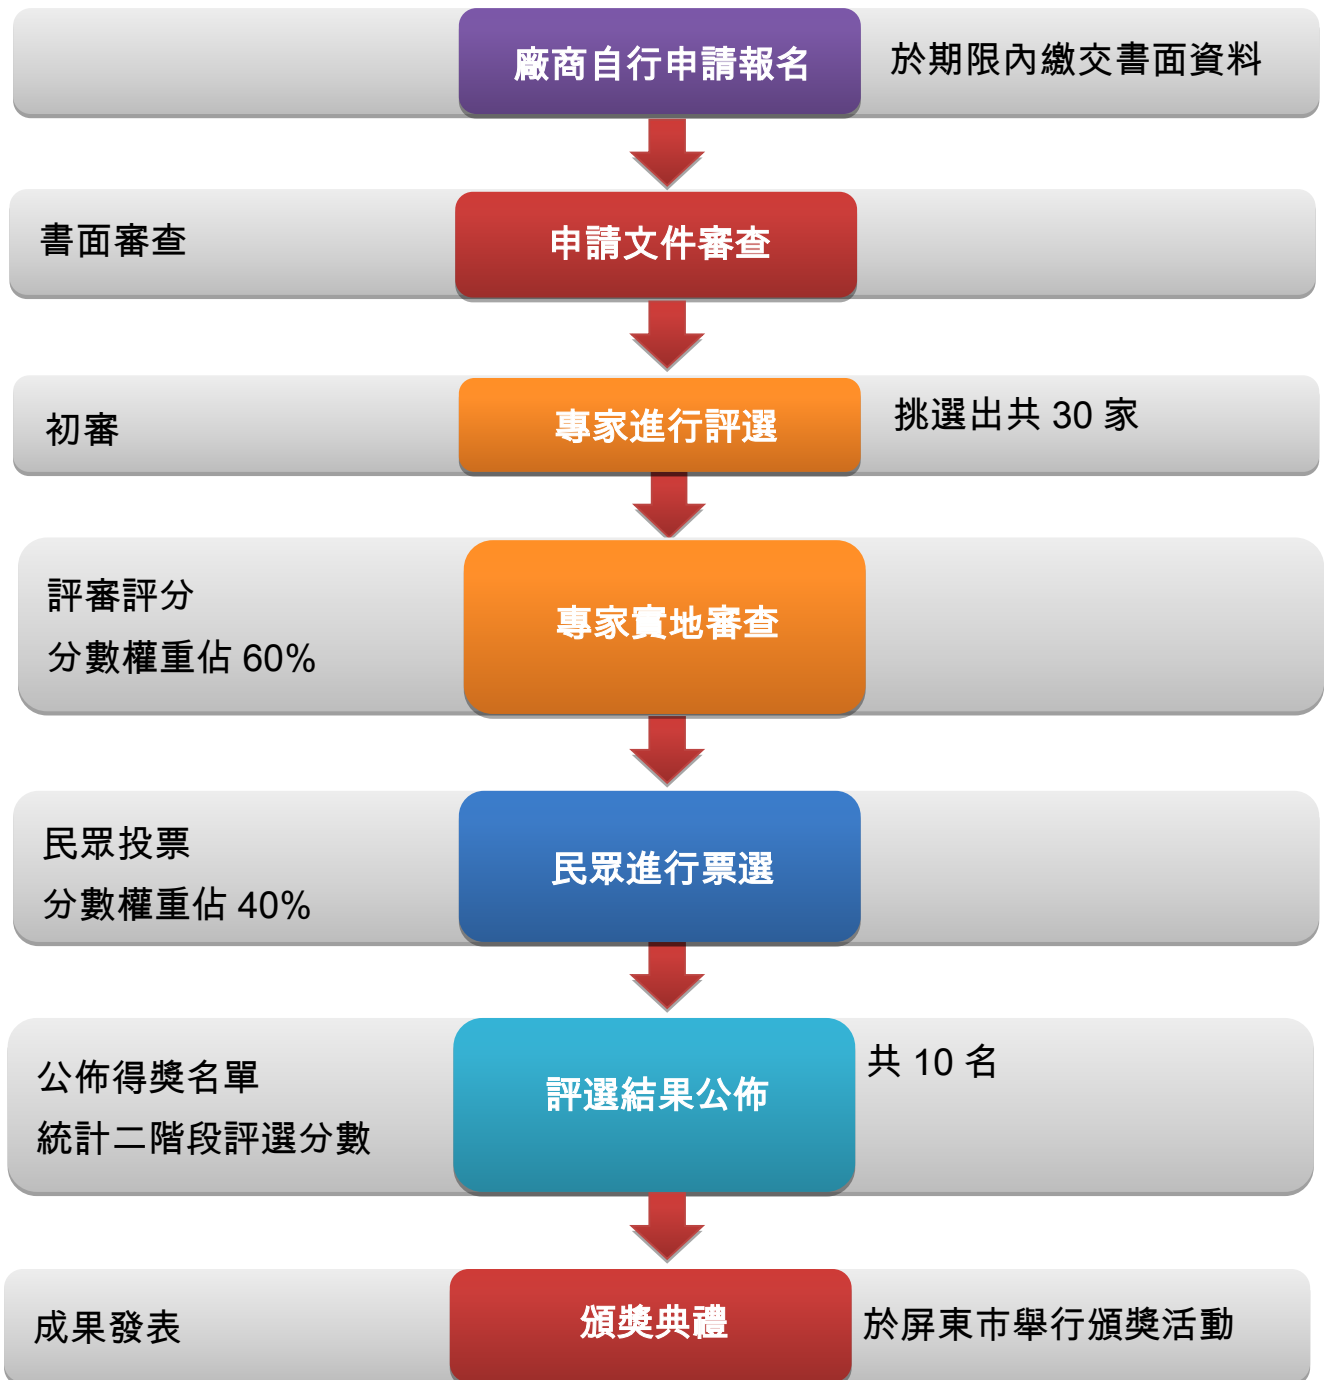 廠商自行申請報名
於期限內繳交書面資料
書面審查
申請文件審查
初審
專家進行評選
挑選出共 30 家
評審評分
分數權重佔 60%
專家實地審查
民眾投票
分數權重佔 40%
民眾進行票選
公佈得獎名單
統計二階段評選分數
評選結果公佈
共 10 名
成果發表
頒獎典禮
於屏東市舉行頒獎活動